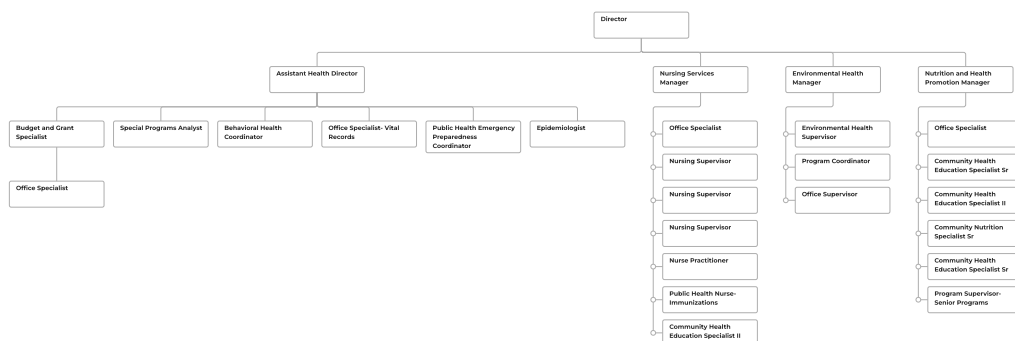 Director
Assistant Health Director
Nursing Services
Manager
Environmental Health
Manager
Nutrition and Health
Promotion Manager
Budget and Grant
Specialist
Special Programs Analyst
Behavioral Health
Coordinator
Office Specialist- Vital
Records
Public Health Emergency
Preparedness
Coordinator
Epidemiologist
Office Specialist
Office Specialist
Nursing Supervisor
Nursing Supervisor
Nursing Supervisor
Nurse Practitioner
Public Health Nurse-
Immunizations
Community Health
Education Specialist II
Environmental Health
Supervisor
Program Coordinator
Office Supervisor
Office Specialist
Community Health
Education Specialist Sr
Community Health
Education Specialist II
Community Nutrition
Specialist Sr
Community Health
Education Specialist Sr
Program Supervisor-
Senior Programs